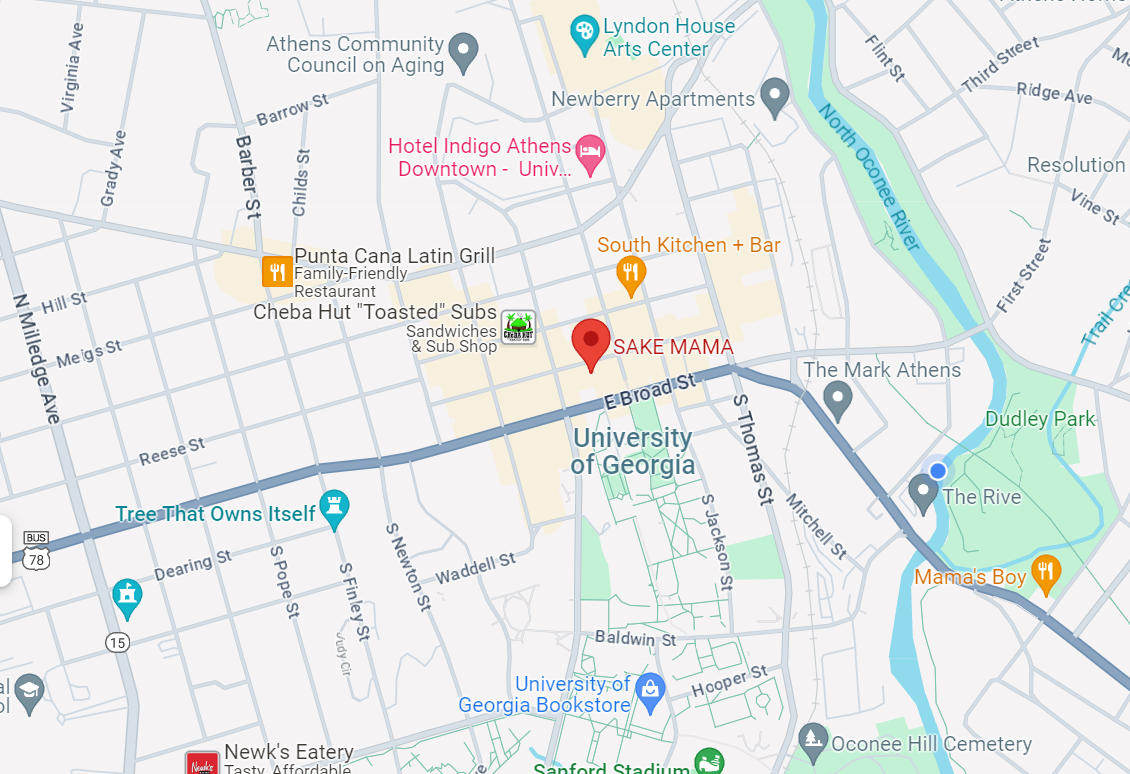 Athens Home
Lyndon House
Arts Center
Athens Community
Council on Aging
Virginia Ave
Flint St
Third Street
Ridge Ave
Newberry Apartments
Barrow St
North Oconee River
Hotel Indigo Athens
Downtown - Univ...
Grady Ave
Barber St
Childs St
Resolution
Vine St
South Kitchen + Bar
Punta Cana Latin Grill
Family-Friendly
Restaurant
First Street
Hill St
Cheba Hut "Toasted" Subs
Sandwiches
& Sub Shop
CHEBA HUT
Trail Cre
N Milledge Ave
Meigs St
SAKE MAMA
The Mark Athens
E Broad St
S Thomas St
Dudley Park
University
of Georgia
Reese St
The Rive
Tree That Owns Itself
S Jackson St
Mitchell St
BUS
78
S Newton St
Dearing St
Waddell St
S Pope St
S Finley St
Mama's Boy
15
Judy Cir
Baldwin St
Hooper St
University of
Georgia Bookstore
al
ol
Oconee Hill Cemetery
Newk's Eatery
Tasty, Affordable
Newk's
Sanford Stadium